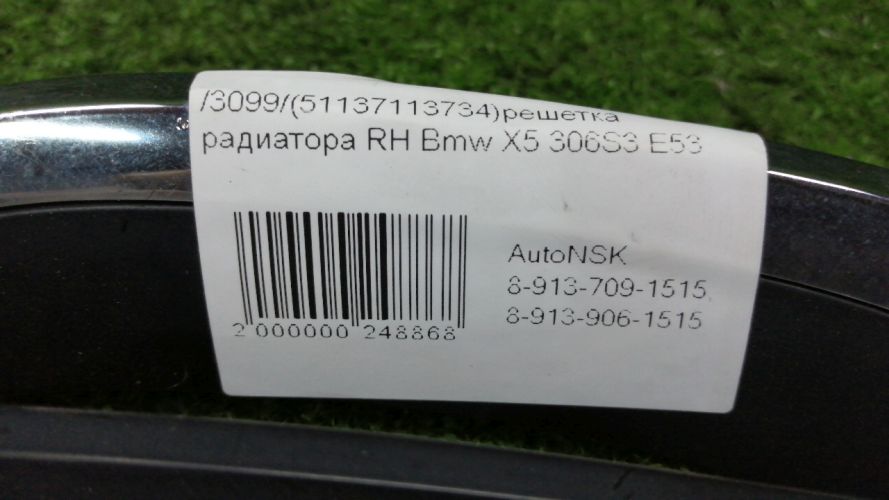 /3099/(51137113734)решетка
радиатора RH Bmw X5 306S3 E53
AutoNSK
8-913-709-1515,
8-913-906-1515
2 000000 248868